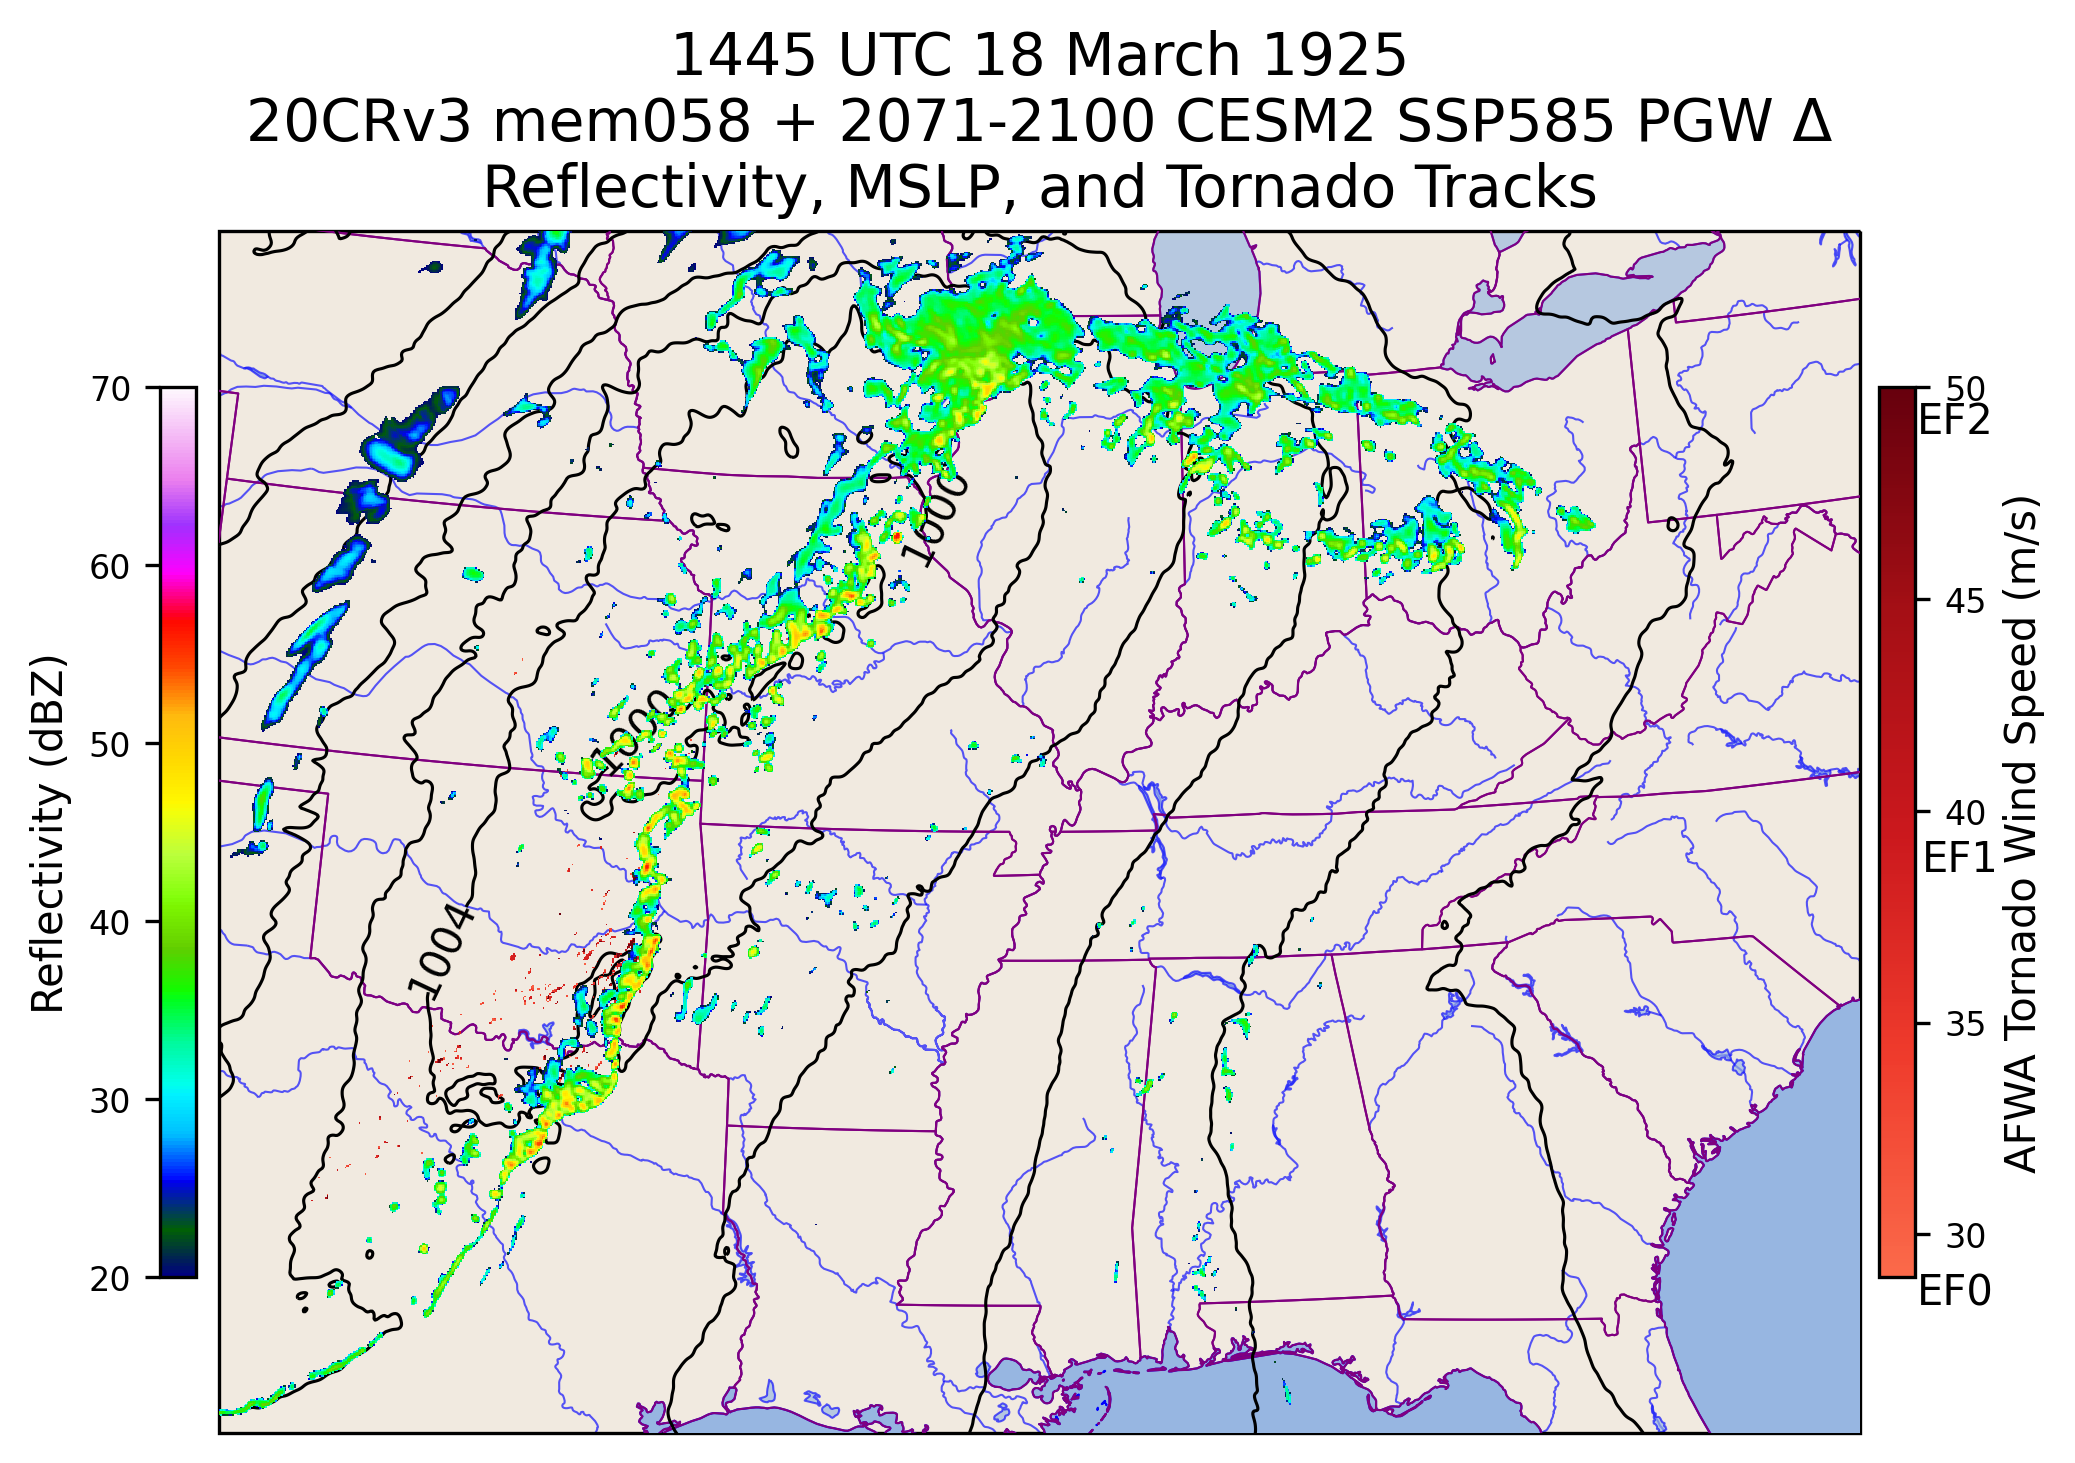 1445 UTC 18 March 1925
20CRv3 mem058 + 2071-2100 CESM2 SSP585 PGW Δ
Reflectivity, MSLP, and Tornado Tracks
70
60
50
40
30
20
Reflectivity (dBZ)
1000
1000
1004
50
EF2
45
40
EF1
35
30
EF0
AFWA Tornado Wind Speed (m/s)